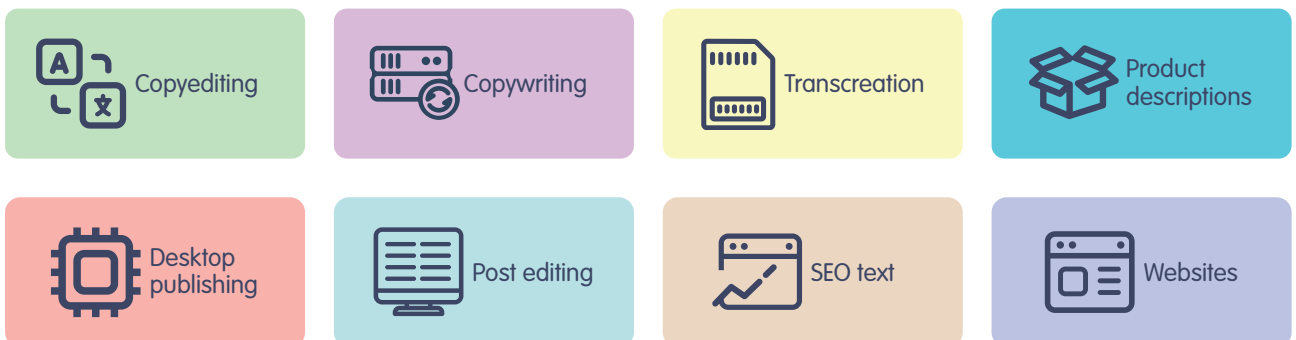 Copyediting
Copywriting
Transcreation
Product
descriptions
Desktop
publishing
Post editing
SEO text
Websites